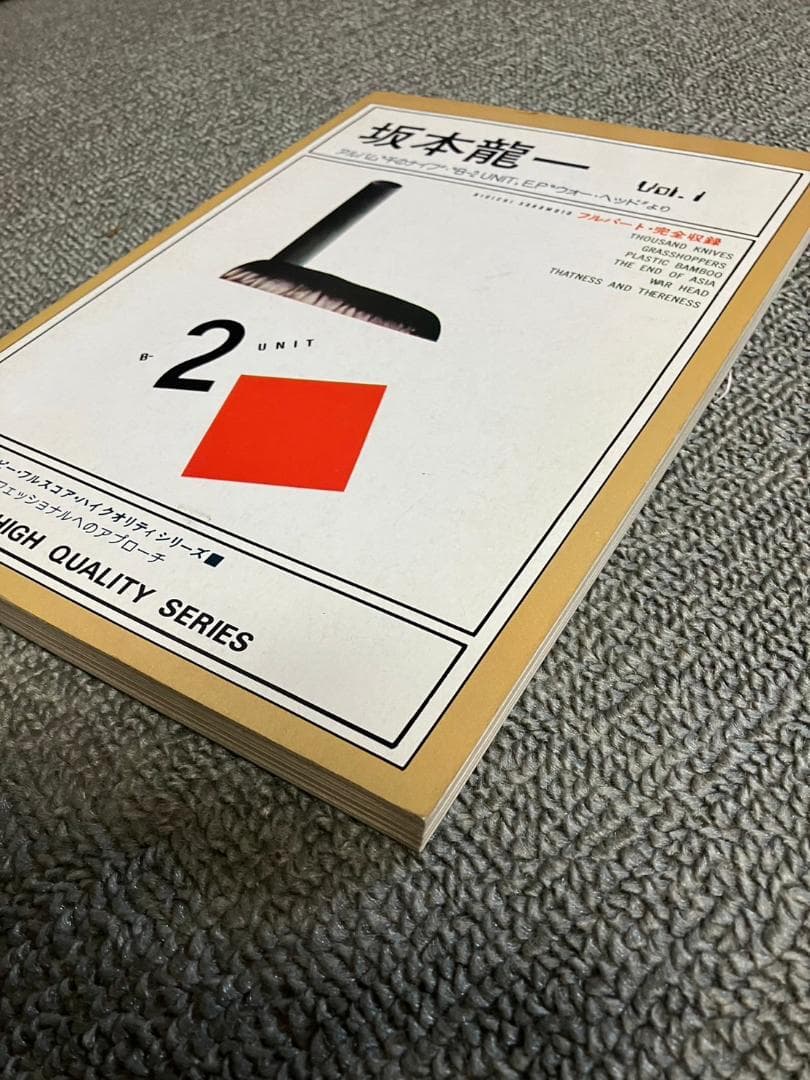 坂本龍一 Vol.1
アルバム"千のナイフ"・"B-2 UNIT, E.P"ウォー・ヘッド"より
RIUICHI SAKAMOTO フルパート・完全収録
THOUSAND KNIVES
GRASSHOPPERS
PLASTIC BAMBOO
THE END OF ASIA
WAR HEAD
THATNESS AND THERENESS
B-2 UNIT
ピー・フルスコア・ハイクオリティシリーズ■
フェッショナルへのアプローチ
HIGH QUALITY SERIES